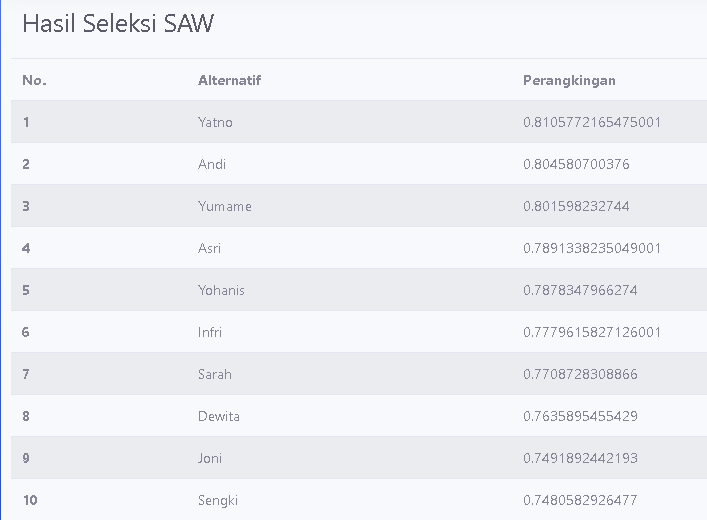 Hasil Seleksi SAW
No. Alternatif Perangkingan
1 Yatno 0.8105772165475001
2 Andi 0.804580700376
3 Yumame 0.801598232744
4 Asri 0.7891338235049001
5 Yohanis 0.7878347966274
6 Infri 0.7779615827126001
7 Sarah 0.7708728308866
8 Dewita 0.7635895455429
9 Joni 0.7491892442193
10 Sengki 0.7480582926477